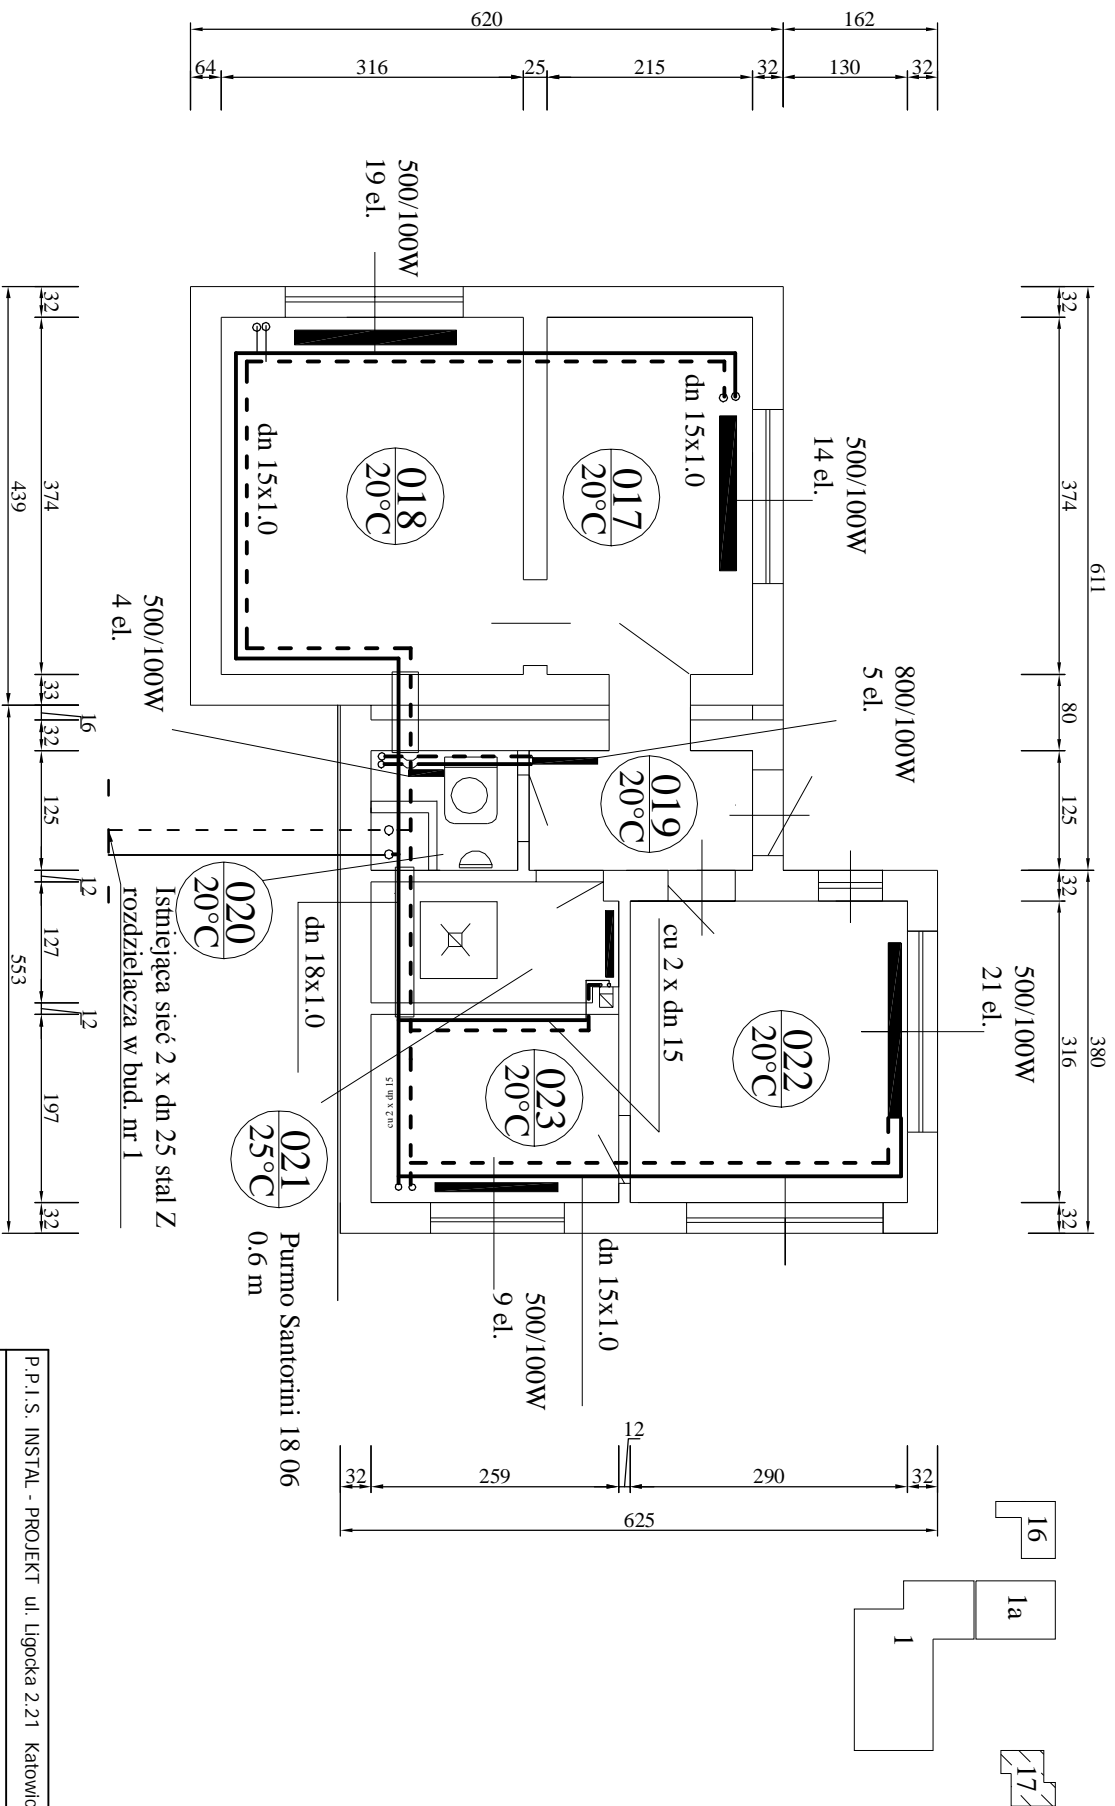 620
162
64
316
25
215
32
130
32
500/100W
19 el.
500/100W
14 el.
800/100W
5 el.
500/100W
21 el.
500/100W
4 el.
500/100W
9 el.
32
374
80
125
32
316
32
611
380
32
374
33
16
32
125
12
127
12
197
32
439
553
dn 15x1.0
dn 15x1.0
017
20°C
018
20°C
019
20°C
020
20°C
021
25°C
022
20°C
023
20°C
cu 2 x dn 15
cu 2 x dn 15
dn 18x1.0
dn 15x1.0
Istniejąca sieć 2 x dn 25 stal Z
rozdzielacza w bud. nr 1
Purmo Santorini 18 06
0.6 m
32
259
12
290
32
625
16
1a
1
17
P.P.I.S. INSTAL - PROJEKT ul. Ligocka 2.21